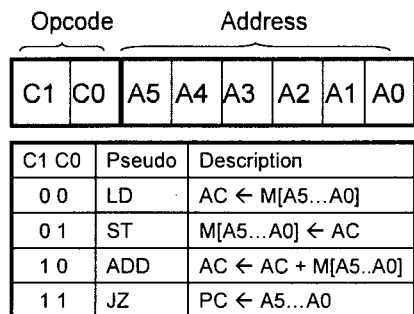 Opcode Address
C1 C0 A5 A4 A3 A2 A1 A0
C1 C0 Pseudo Description
0 0 LD AC ← M[A5...A0]
0 1 ST M[A5...A0] ← AC
1 0 ADD AC ← AC + M[A5..A0]
1 1 JZ PC ← A5...A0